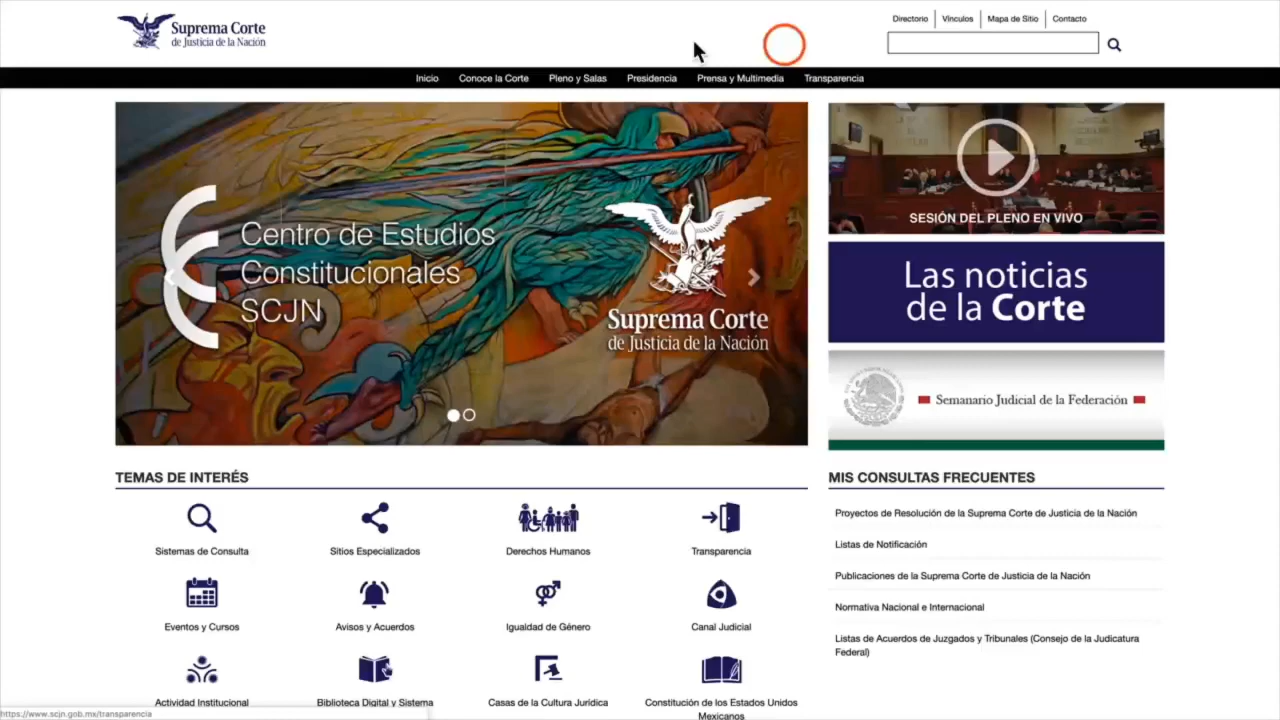 Suprema Corte
de Justicia de la Nación
Directorio
Vínculos
Mapa de Sitio
Contacto
Inicio
Conoce la Corte
Pleno y Salas
Presidencia
Prensa y Multimedia
Transparencia
Centro de Estudios
Constitucionales
SCJN
Suprema Corte
de Justicia de la Nación
SESIÓN DEL PLENO EN VIVO
Las noticias
de la Corte
Semanario Judicial de la Federación
TEMAS DE INTERÉS
Sistemas de Consulta
Sitios Especializados
Derechos Humanos
Transparencia
Eventos y Cursos
Avisos y Acuerdos
Igualdad de Género
Canal Judicial
Actividad Institucional
Biblioteca Digital y Sistema
Casas de la Cultura Jurídica
Constitución de los Estados Unidos
Mexicanos
MIS CONSULTAS FRECUENTES
Proyectos de Resolución de la Suprema Corte de Justicia de la Nación
Listas de Notificación
Publicaciones de la Suprema Corte de Justicia de la Nación
Normativa Nacional e Internacional
Listas de Acuerdos de Juzgados y Tribunales (Consejo de la Judicatura
Federal)
https://www.scjn.gob.mx/transparencia